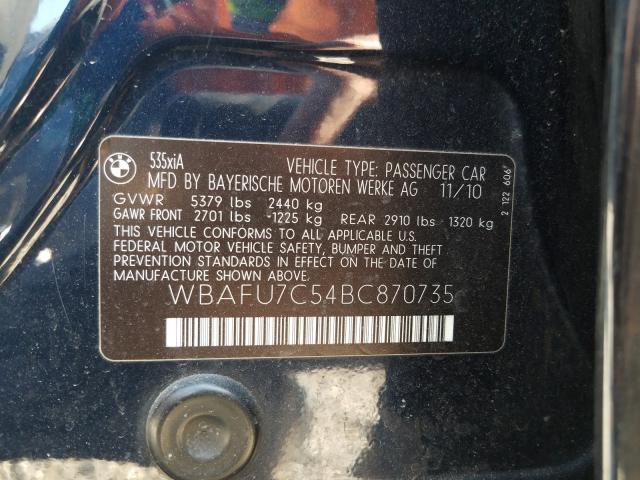 BMW
535xiA
VEHICLE TYPE: PASSENGER CAR
MFD BY BAYERISCHE MOTOREN WERKE AG 11/10
GVWR 5379 lbs 2440 kg
GAWR FRONT 2701 lbs -1225 kg REAR 2910 lbs - 1320 kg
THIS VEHICLE CONFORMS TO ALL APPLICABLE U.S.
FEDERAL MOTOR VEHICLE SAFETY, BUMPER AND THEFT
PREVENTION STANDARDS IN EFFECT ON THE DATE OF
MANUFACTURE SHOWN ABOVE:
WBAFU7C54BC870735
2 122 606